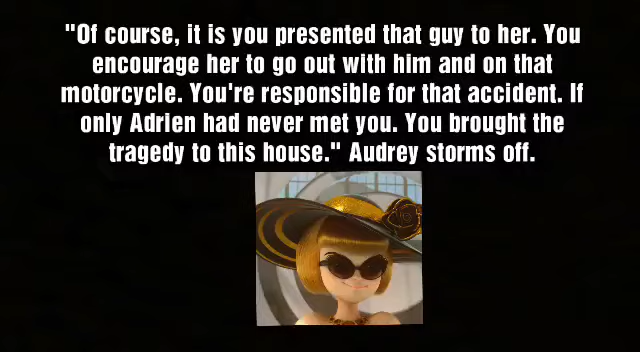 "Of course, it is you presented that guy to her. You
encourage her to go out with him and on that
motorcycle. You're responsible for that accident. If
only Adrien had never met you. You brought the
tragedy to this house." Audrey storms off.